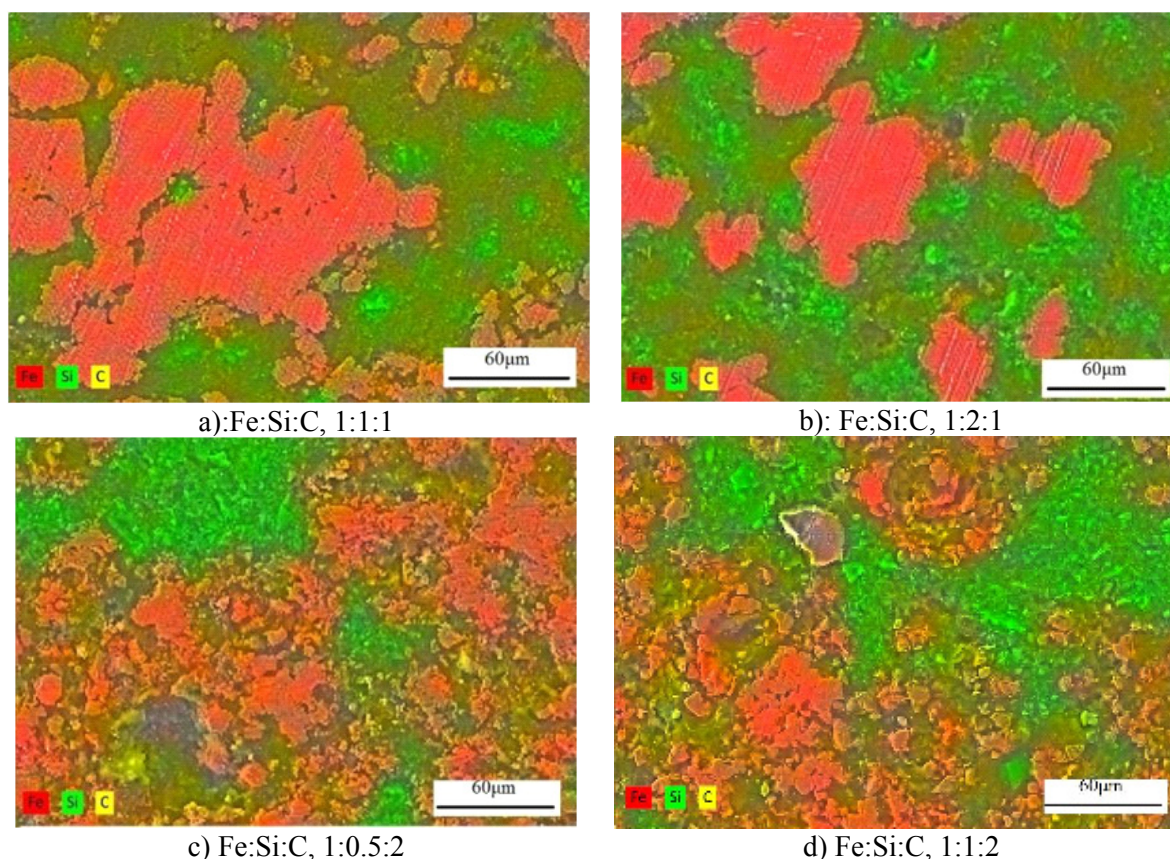 60μm
Fe Si C
60μm
Fe Si C
a):Fe:Si:C, 1:1:1
b): Fe:Si:C, 1:2:1
60μm
Fe Si C
60μm
Fe Si C
c) Fe:Si:C, 1:0.5:2
d) Fe:Si:C, 1:1:2